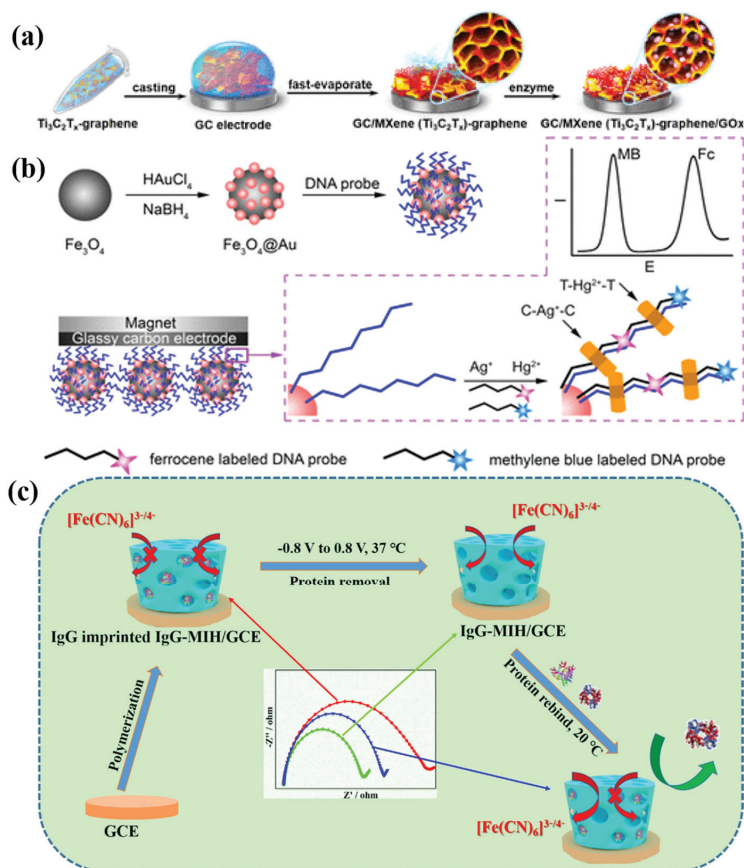 (a)
casting
fast-evaporate
enzyme
Ti₃C₂Tₓ-graphene
GC electrode
GC/MXene (Ti₃C₂Tₓ)-graphene
GC/MXene (Ti₃C₂Tₓ)-graphene/GOx
(b)
HAuCl₄
NaBH₄
DNA probe
Fe₃O₄
Fe₃O₄@Au
MB
Fc
I
E
Magnet
Glassy carbon electrode
Ag⁺ Hg²⁺
T-Hg²⁺-T
C-Ag⁺-C
ferrocene labeled DNA probe
methylene blue labeled DNA probe
(c)
[Fe(CN)₆]³⁻/⁴⁻
-0.8 V to 0.8 V, 37 °C
Protein removal
[Fe(CN)₆]³⁻/⁴⁻
IgG imprinted IgG-MIH/GCE
IgG-MIH/GCE
Polymerization
-Z'' / ohm
Z' / ohm
Protein rebind, 20 °C
GCE
[Fe(CN)₆]³⁻/⁴⁻